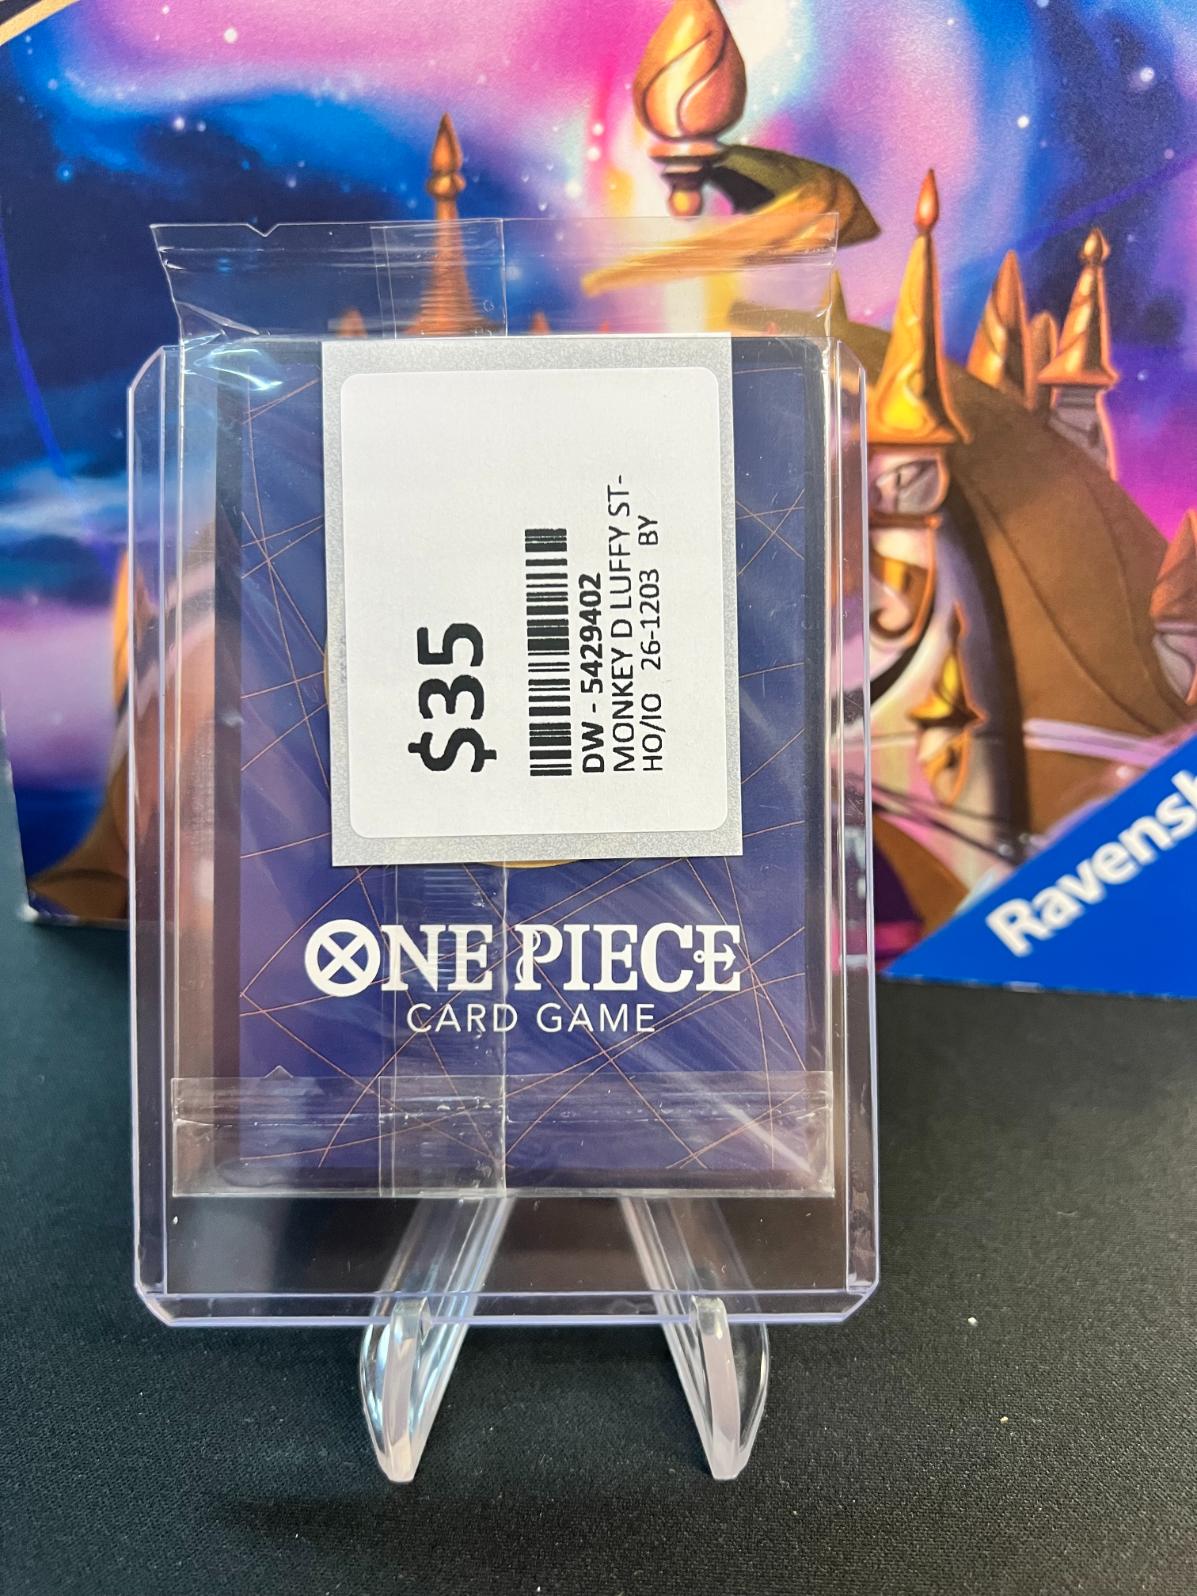 $35
DW - 5429402
MONKEY D LUFFY ST-
HO/IO 26-1203 BY
ONE PIECE
CARD GAME
Ravensb